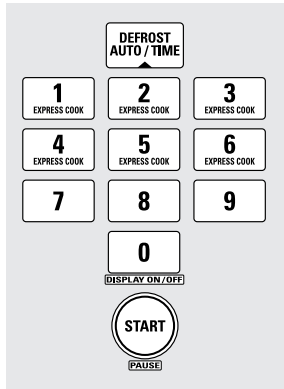 DEFROST
AUTO / TIME
1 2 3
EXPRESS COOK EXPRESS COOK EXPRESS COOK
4 5 6
EXPRESS COOK EXPRESS COOK EXPRESS COOK
7 8 9
0
DISPLAY ON/OFF
START
PAUSE